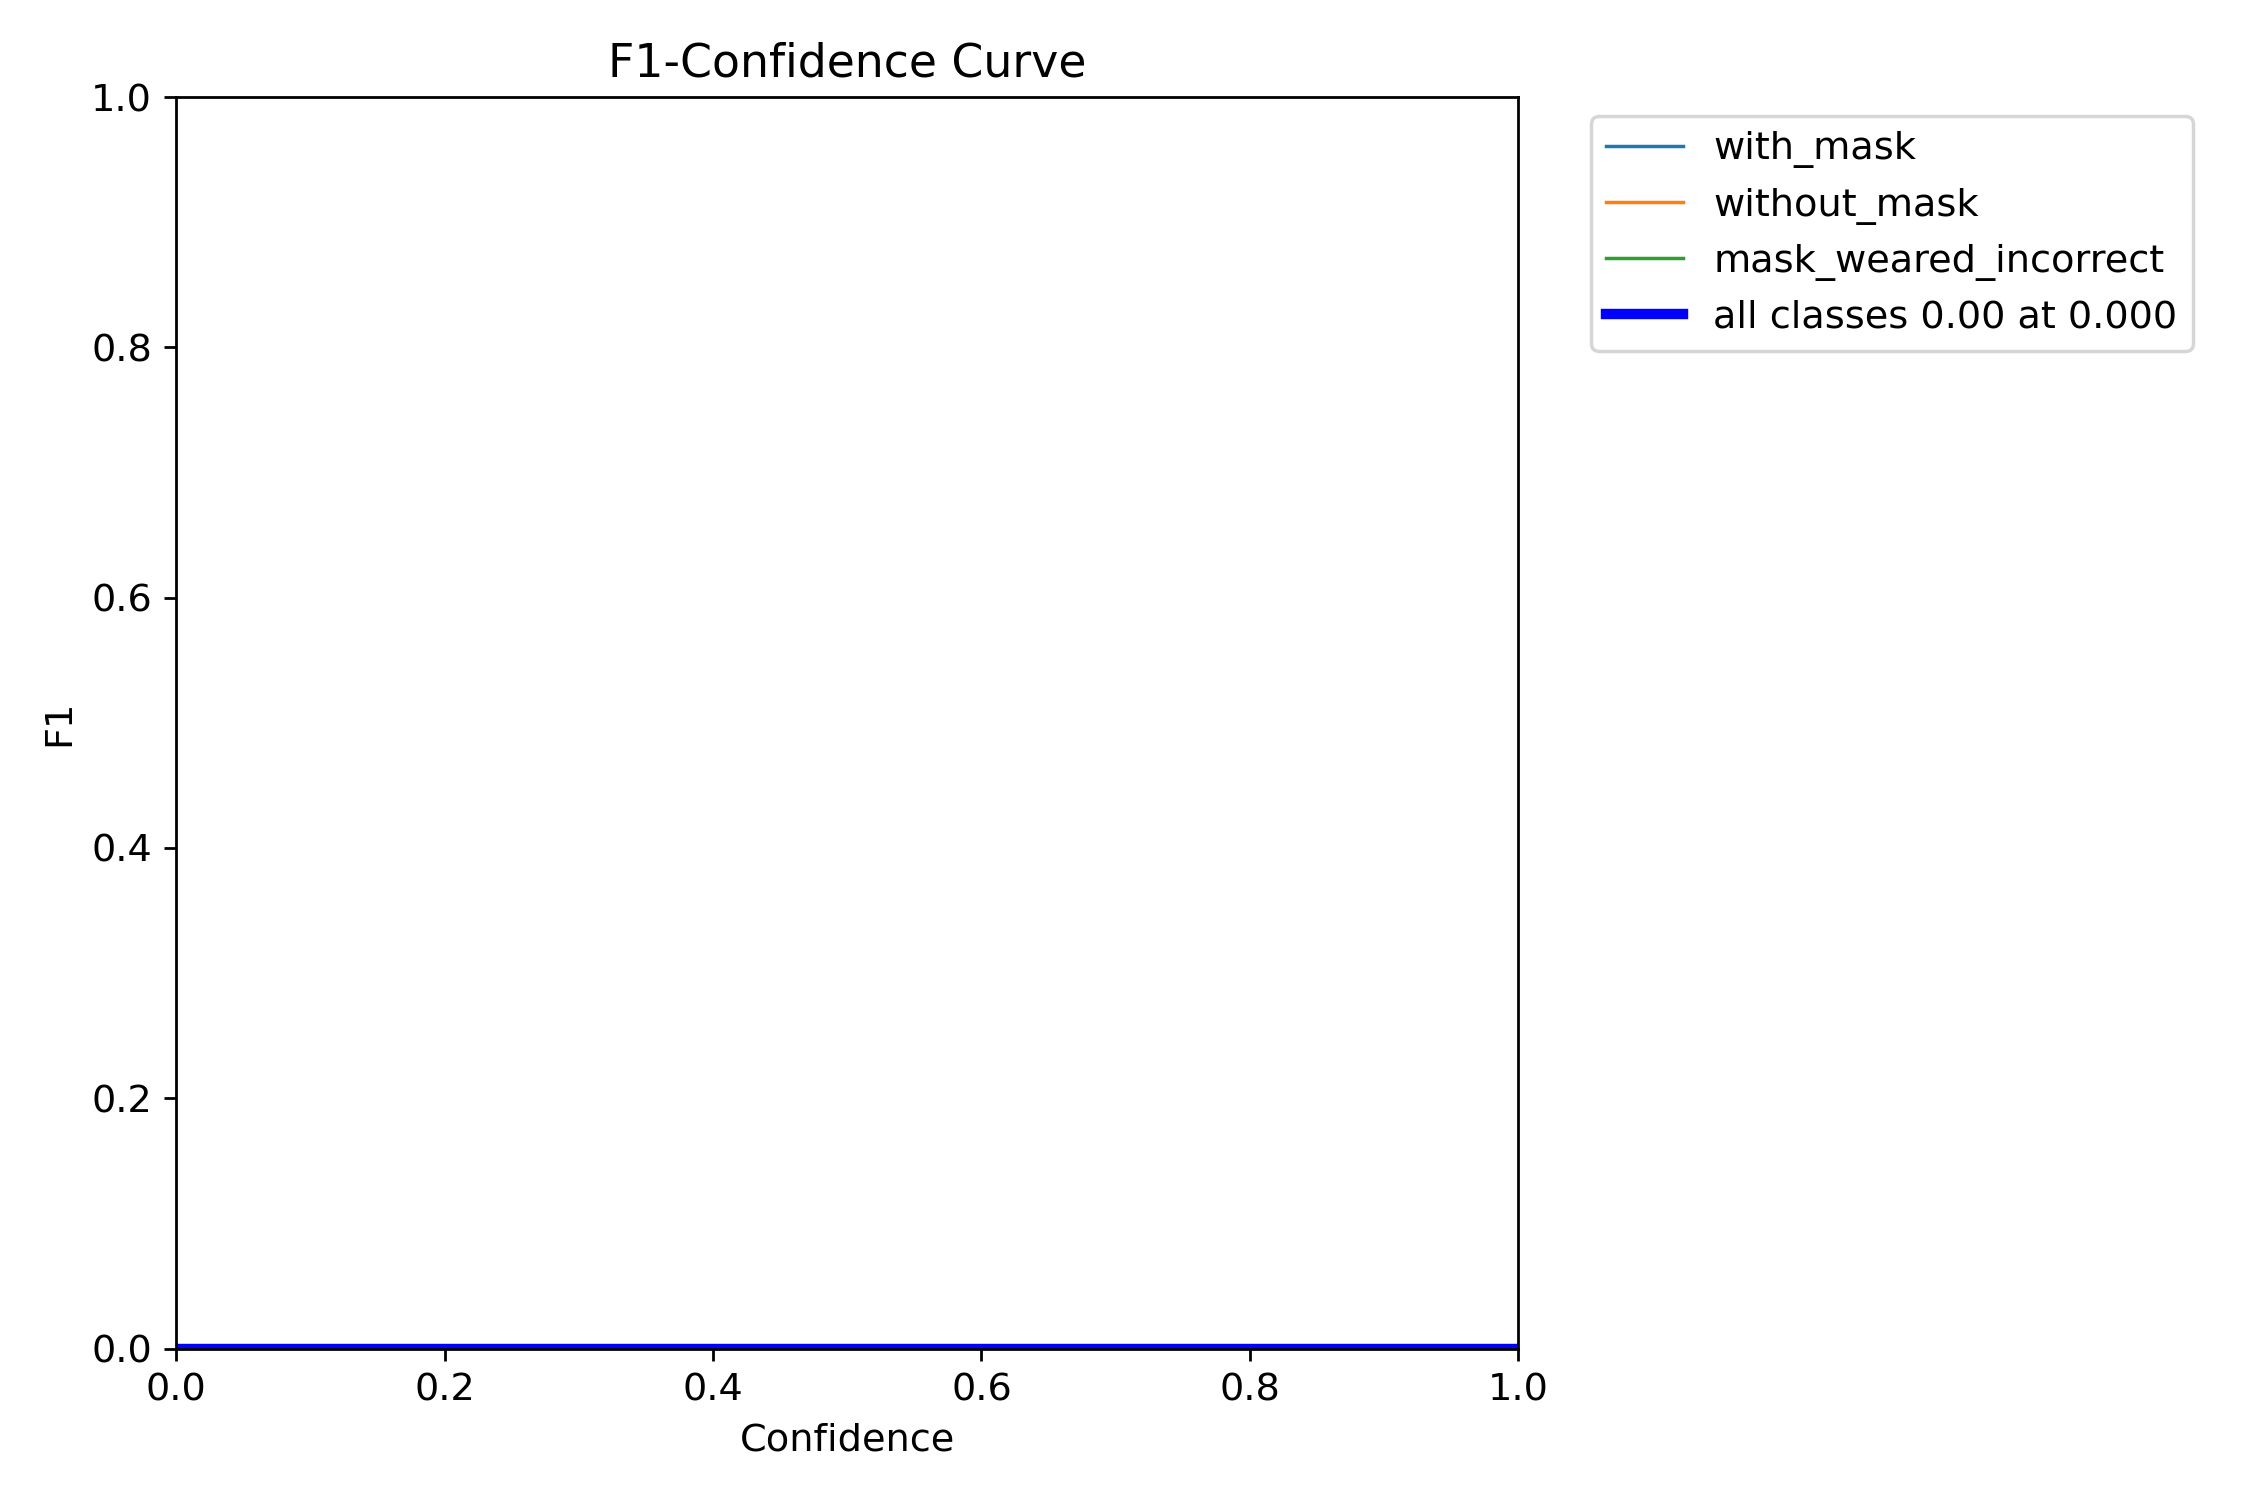 F1-Confidence Curve
1.0
0.8
0.6
0.4
0.2
0.0
F1
0.0 0.2 0.4 0.6 0.8 1.0
Confidence
with_mask
without_mask
mask_weared_incorrect
all classes 0.00 at 0.000